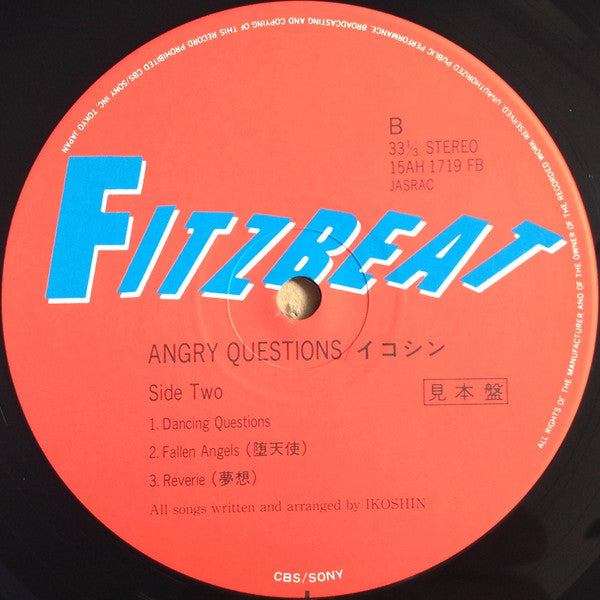 ALL RIGHTS OF THE MANUFACTURER AND OF THE OWNER OF THE RECORDED WORK RESERVED. UNAUTHORIZED PUBLIC PERFORMANCE, BROADCASTING AND COPYING OF THIS RECORD PROHIBITED CBS/SONY INC. TOKYO JAPAN
B
33⅓ STEREO
15AH 1719 FB
JASRAC
FITZBEAT
ANGRY QUESTIONS イコシン
Side Two
見本盤
1. Dancing Questions
2. Fallen Angels (堕天使)
3. Reverie (夢想)
All songs written and arranged by IKOSHIN
CBS/SONY